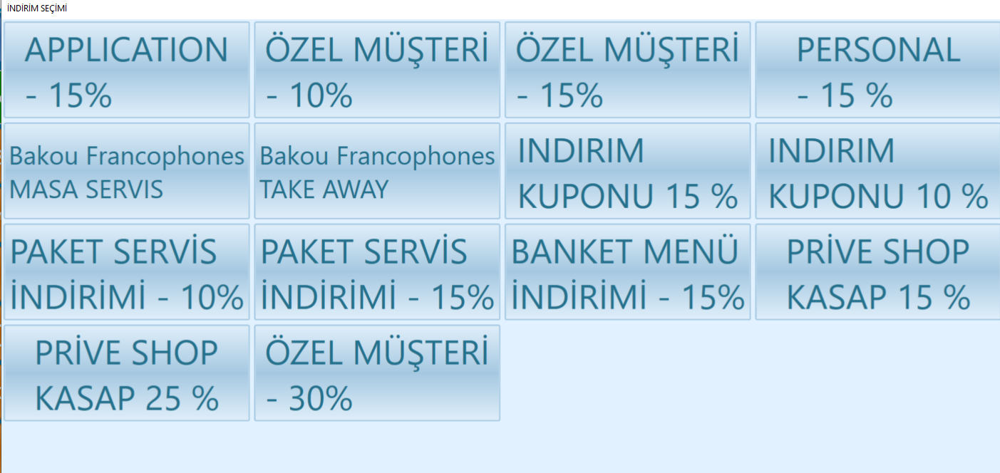 İNDİRİM SEÇİMİ
APPLICATION
- 15%
ÖZEL MÜŞTERİ
- 10%
ÖZEL MÜŞTERİ
- 15%
PERSONAL
- 15 %
Bakou Francophones
MASA SERVIS
Bakou Francophones
TAKE AWAY
INDIRIM
KUPONU 15 %
INDIRIM
KUPONU 10 %
PAKET SERVİS
İNDİRİMİ - 10%
PAKET SERVİS
İNDİRİMİ - 15%
BANKET MENÜ
İNDİRİMİ - 15%
PRİVE SHOP
KASAP 15 %
PRİVE SHOP
KASAP 25 %
ÖZEL MÜŞTERİ
- 30%